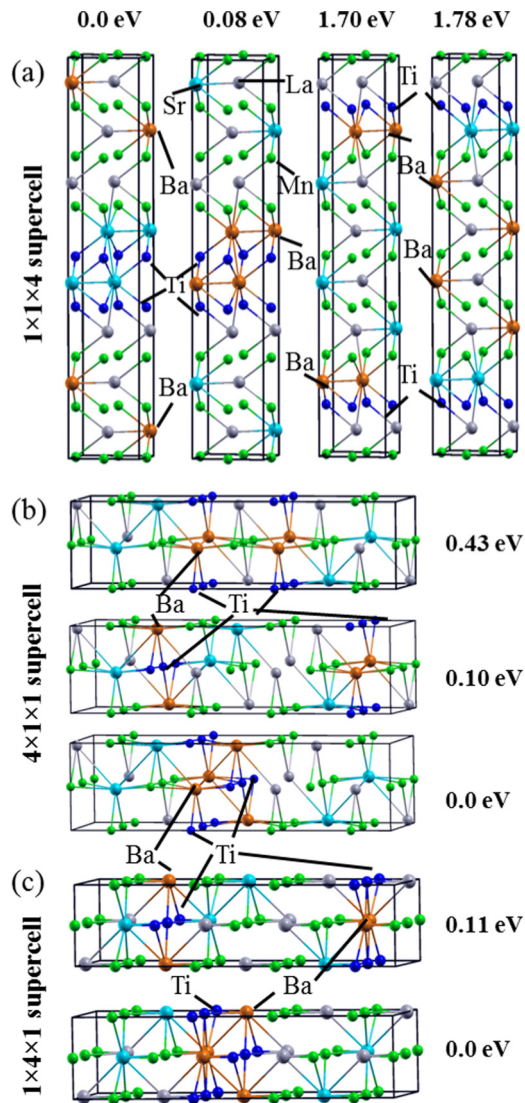 0.0 eV 0.08 eV 1.70 eV 1.78 eV
(a)
1×1×4 supercell
Sr La Ti
Ba Mn Ba
Ba
Ti Ba
Ba Ba Ti
(b)
4×1×1 supercell
0.43 eV
Ba Ti
0.10 eV
0.0 eV
Ba Ti
(c)
1×4×1 supercell
0.11 eV
Ti Ba
0.0 eV